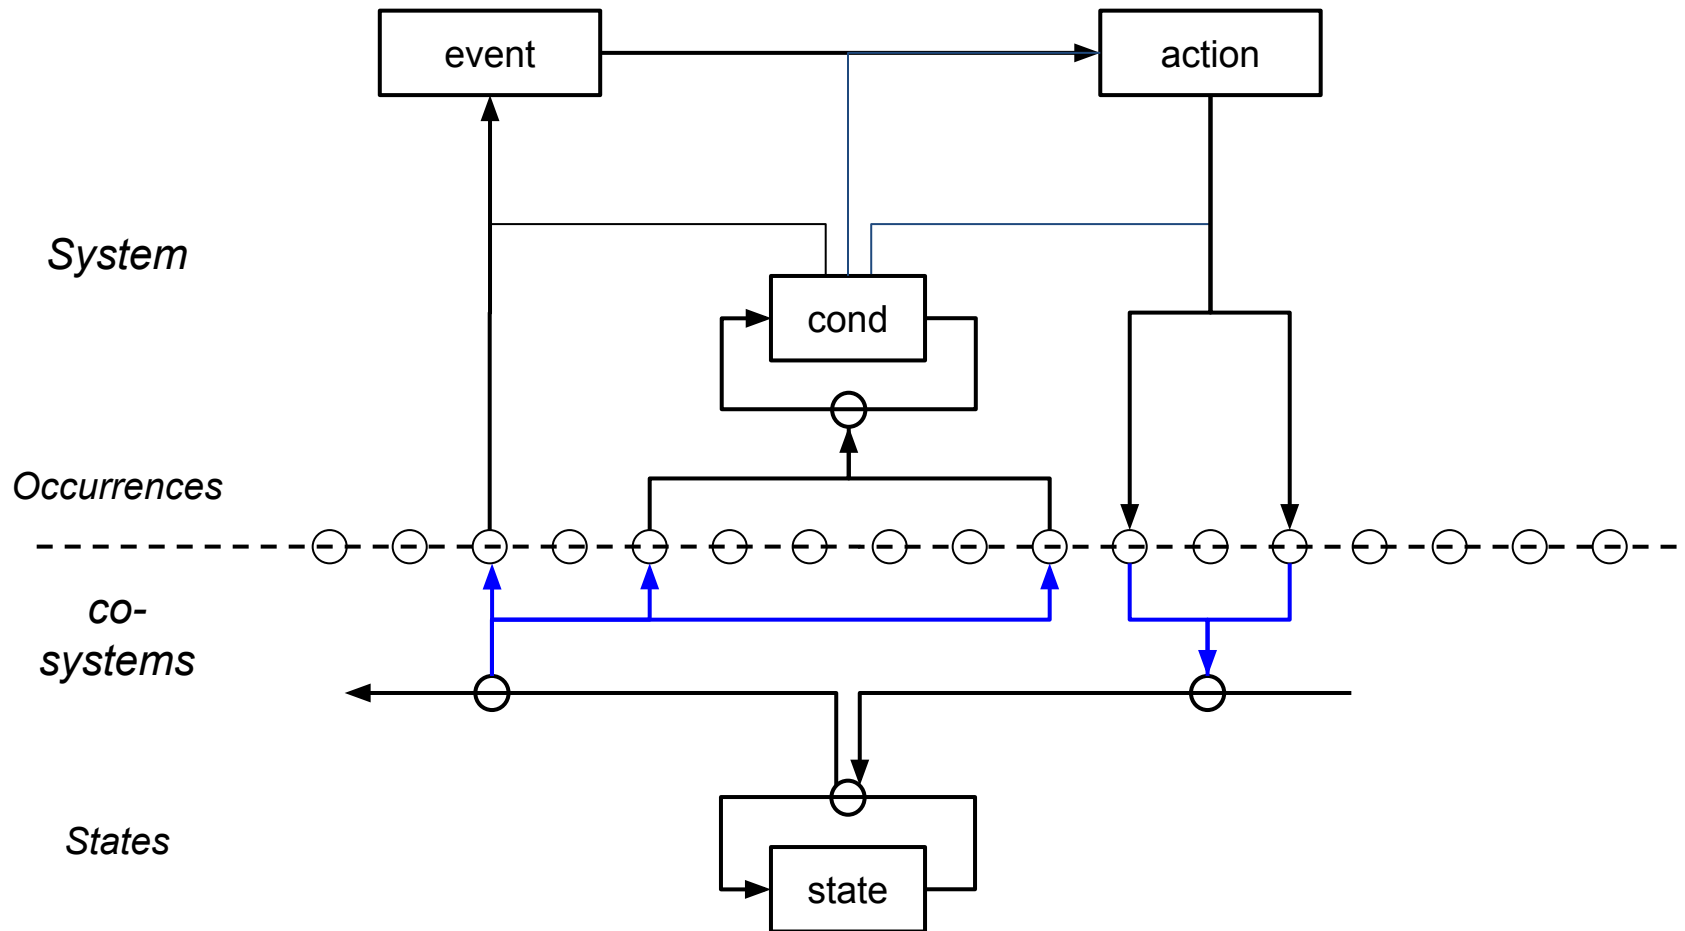 event
action
System
cond
Occurrences
co-
systems
States
state